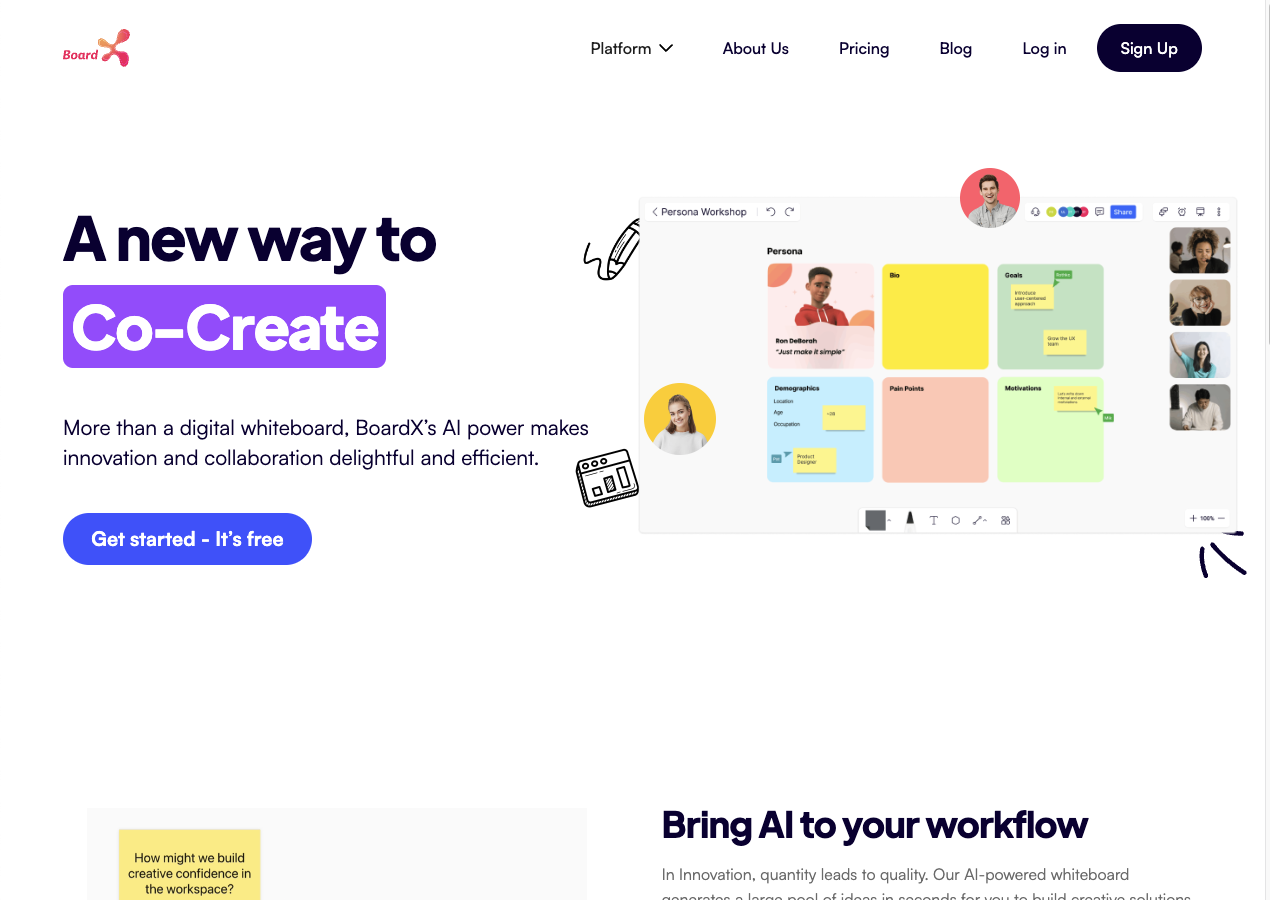 Board
Platform
About Us
Pricing
Blog
Log in
Sign Up
A new way to
Co-Create
More than a digital whiteboard, BoardX’s AI power makes
innovation and collaboration delightful and efficient.
Get started - It’s free
Persona Workshop
Share
Persona
Ron DeBorah
“Just make it simple”
Bio
Goals
Introduce
user-centered
approach
Grow the UX
team
Demographics
Location
Age
Occupation
Product
Designer
Pain Points
Motivations
100%
How might we build
creative confidence in
the workspace?
Bring AI to your workflow
In Innovation, quantity leads to quality. Our AI-powered whiteboard
generates a large pool of ideas in seconds for you to build creative solutions